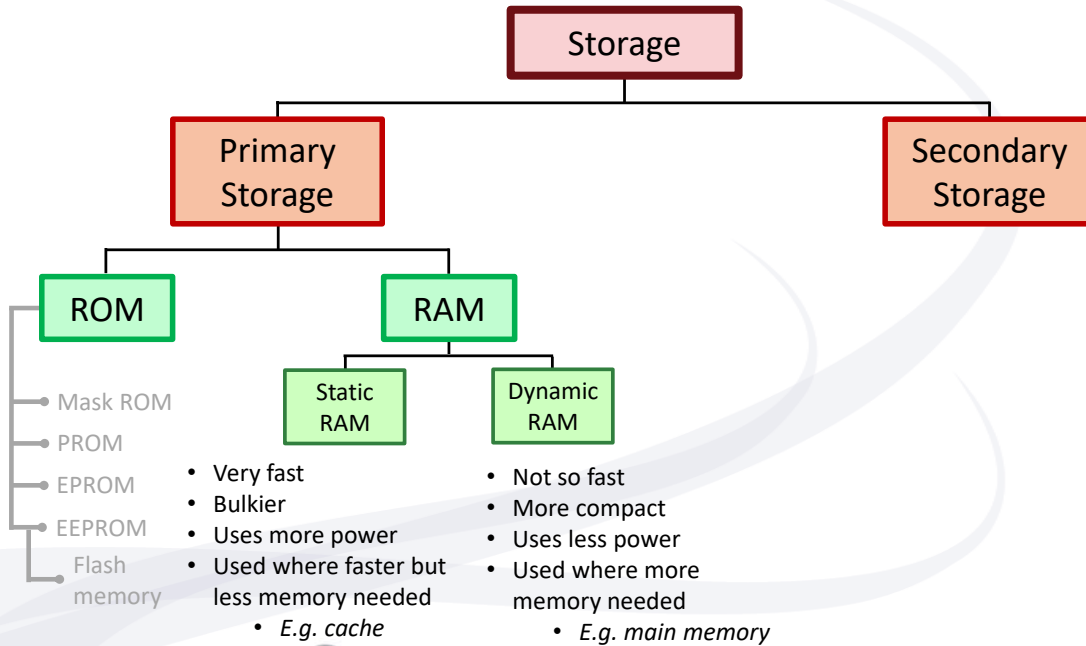 Storage
Primary
Storage
Secondary
Storage
ROM
RAM
Mask ROM
PROM
EPROM
EEPROM
Flash
memory
Static
RAM
Dynamic
RAM
• Very fast
• Bulkier
• Uses more power
• Used where faster but
less memory needed
• E.g. cache
• Not so fast
• More compact
• Uses less power
• Used where more
memory needed
• E.g. main memory